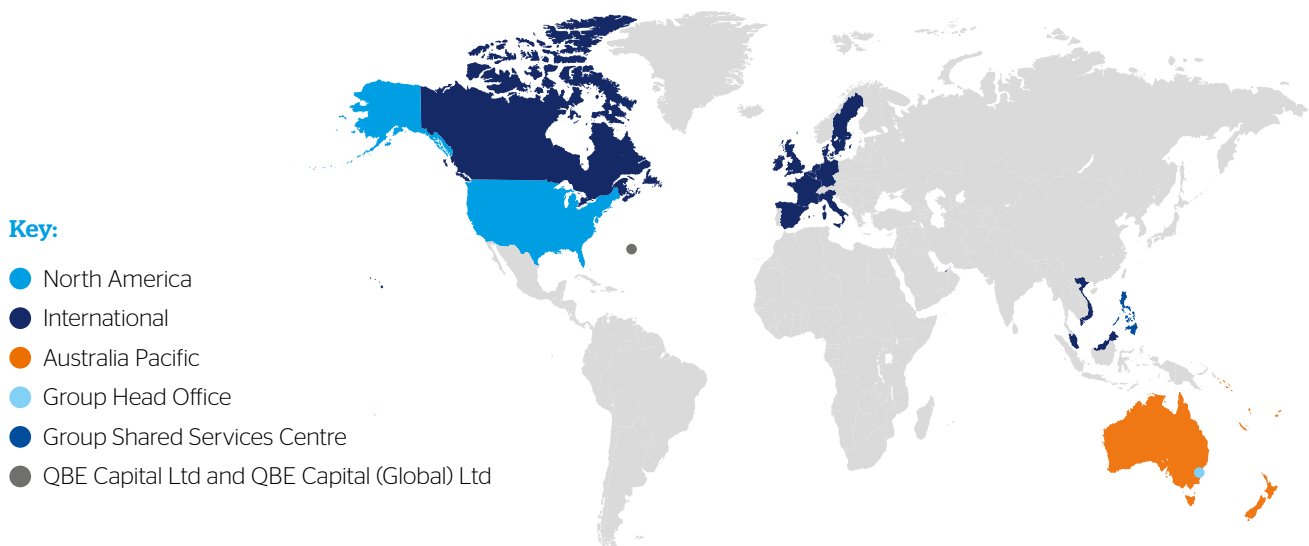 Key:
North America
International
Australia Pacific
Group Head Office
Group Shared Services Centre
QBE Capital Ltd and QBE Capital (Global) Ltd